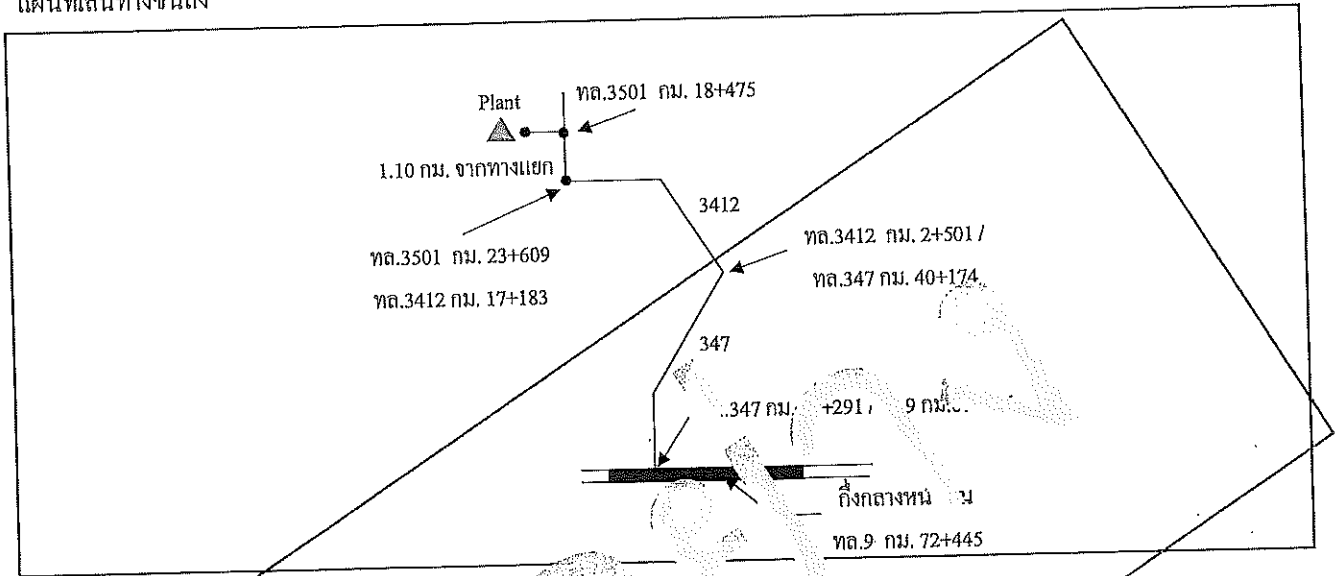 แผนที่เส้นทางขนส่ง
Plant
ทล.3501 กม. 18+475
1.10 กม. จากทางแยก
3412
ทล.3501 กม. 23+609
ทล.3412 กม. 17+183
ทล.3412 กม. 2+501 /
ทล.347 กม. 40+174
347
347 กม. +291 / 9 กม.
กึ่งกลางหน
ทล.9 กม. 72+445